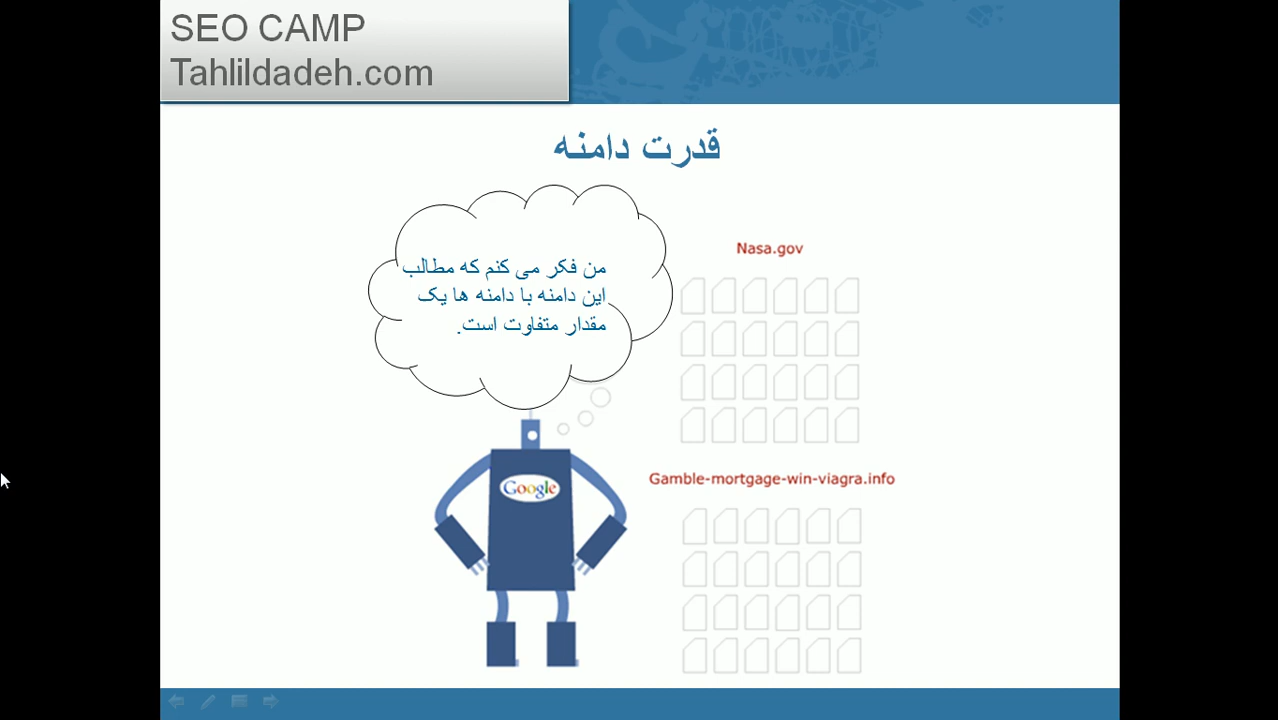 SEO CAMP
Tahlildadeh.com
قدرت دامنه
من فکر می کنم که مطالب
این دامنه با دامنه ها یک
مقدار متفاوت است.
Nasa.gov
Google
Gamble-mortgage-win-viagra.info